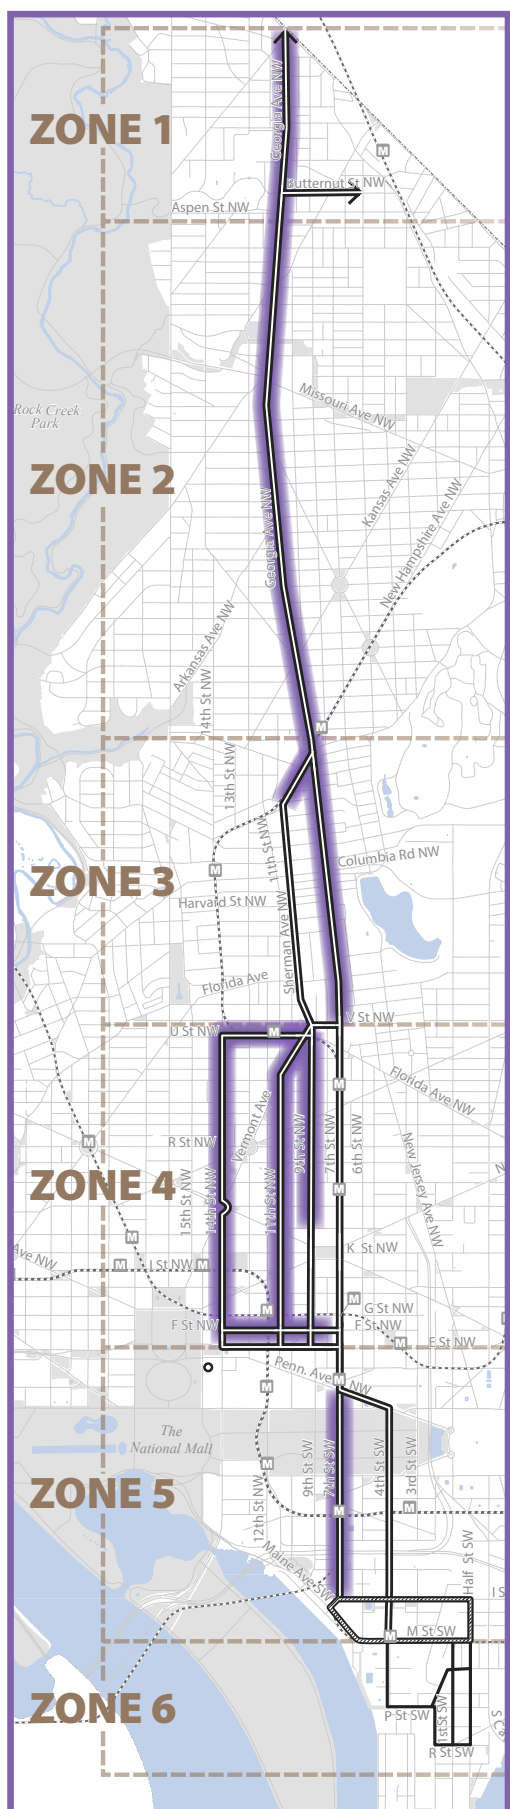 Georgia Ave NW
ZONE 1
M
Butternut St NW
Aspen St NW
Missouri Ave NW
Rock Creek
Park
Kansas Ave NW
ZONE 2
Georgia Ave NW
New Hampshire Ave NW
Arkansas Ave NW
14th St NW
M
13th St NW
11th St NW
Columbia Rd NW
M
ZONE 3
Harvard St NW
Sherman Ave NW
Florida Ave
V St NW
U St NW
M
Florida Ave NW
M
Vermont Ave
R St NW
M
9th St NW
7th St NW
6th St NW
New Jersey Ave NW
N
ZONE 4
M
15th St NW
14th St NW
11th St NW
M
Ave NW
K St NW
M
I St NW
M
M
M
G St NW
F St NW
F St NW
M
E St NW
Penn. Ave NW
M
M
The
National Mall
9th St SW
7th St SW
4th St SW
3rd St SW
M
ZONE 5
12th St NW
M
M
Maine Ave SW
Half St SW
I S
M St SW
M
ZONE 6
P St SW
1st St SW
S Ca
R St SW